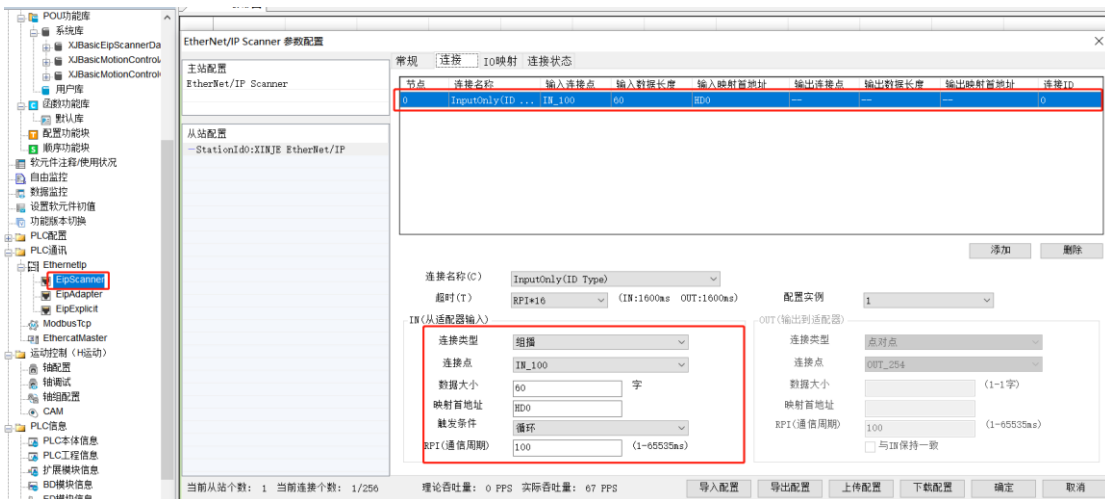 POU功能库
系统库
XJBasicEipScannerDa
XJBasicMotionControl
XJBasicMotionControl
用户库
函数功能库
默认库
配置功能块
顺序功能块
软元件注释/使用状况
自由监控
数据监控
设置软元件初值
功能版本切换
PLC配置
PLC通讯
EthernetIp
EipScanner
EipAdapter
EipExplicit
ModbusTcp
EthercatMaster
运动控制（H运动）
轴配置
轴调试
轴组配置
CAM
PLC信息
PLC本体信息
PLC工程信息
扩展模块信息
BD模块信息
ED模块信息
EtherNet/IP Scanner 参数配置
主站配置
EtherNet/IP Scanner
从站配置
StationId0:XINJE EtherNet/IP
常规 连接 IO映射 连接状态
节点 连接名称 输入连接点 输入数据长度 输入映射首地址 输出连接点 输出数据长度 输出映射首地址 连接ID
0 InputOnly(ID ... IN_100 60 HD0 -- -- -- 0
添加 删除
连接名称(C) InputOnly(ID Type)
超时(T) RPI*16 (IN:1600ms OUT:1600ms) 配置实例 1
IN(从适配器输入)
连接类型 组播
连接点 IN_100
数据大小 60 字
映射首地址 HD0
触发条件 循环
RPI(通信周期) 100 (1-65535ms)
OUT(输出到适配器)
连接类型 点对点
连接点 OUT_254
数据大小 (1-1字)
映射首地址
RPI(通信周期) 100 (1-65535ms)
与IN保持一致
当前从站个数: 1 当前连接个数: 1/256 理论吞吐量: 0 PPS 实际吞吐量: 67 PPS 导入配置 导出配置 上传配置 下载配置 确定 取消